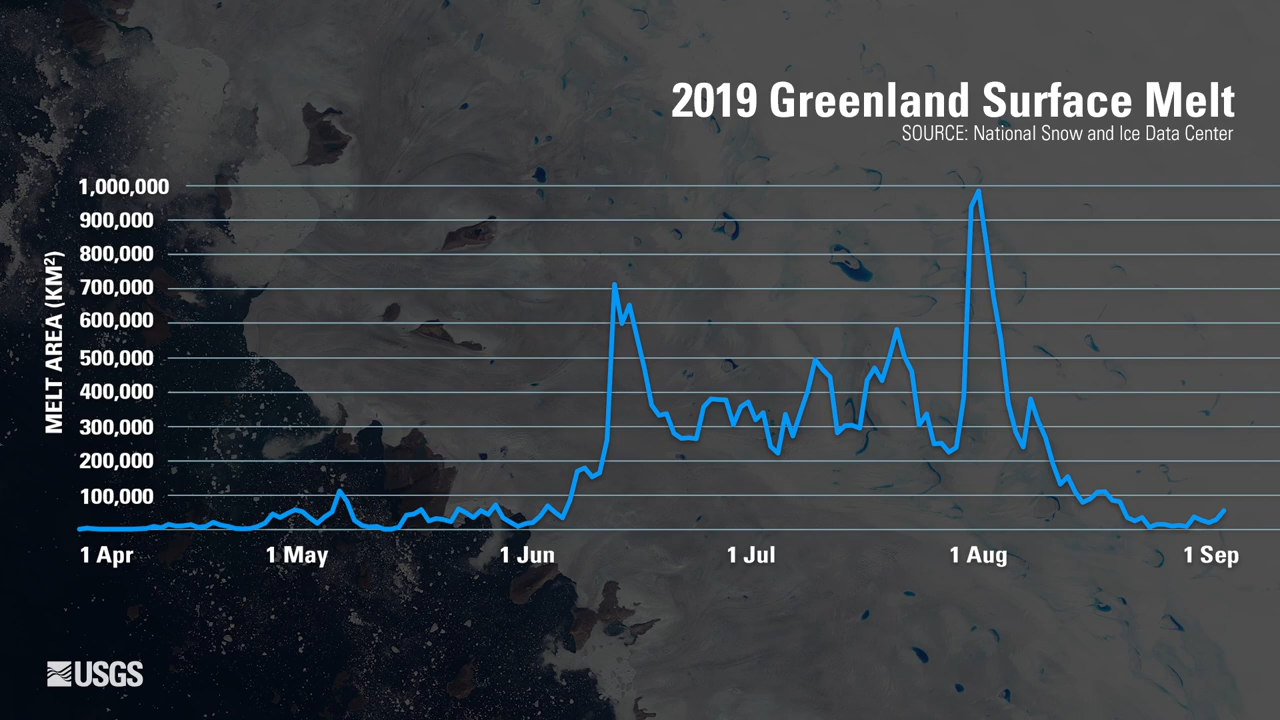 2019 Greenland Surface Melt
SOURCE: National Snow and Ice Data Center
MELT AREA (KM²)
1,000,000
900,000
800,000
700,000
600,000
500,000
400,000
300,000
200,000
100,000
1 Apr 1 May 1 Jun 1 Jul 1 Aug 1 Sep
USGS